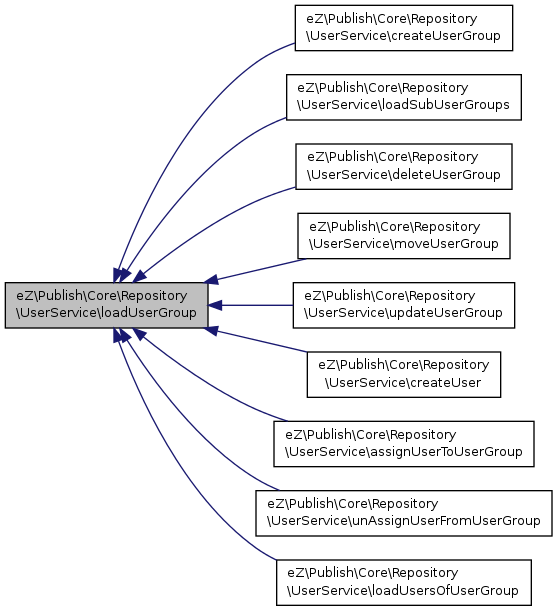 eZ\Publish\Core\Repository
\UserService\createUserGroup
eZ\Publish\Core\Repository
\UserService\loadSubUserGroups
eZ\Publish\Core\Repository
\UserService\deleteUserGroup
eZ\Publish\Core\Repository
\UserService\moveUserGroup
eZ\Publish\Core\Repository
\UserService\loadUserGroup
eZ\Publish\Core\Repository
\UserService\updateUserGroup
eZ\Publish\Core\Repository
\UserService\createUser
eZ\Publish\Core\Repository
\UserService\assignUserToUserGroup
eZ\Publish\Core\Repository
\UserService\unAssignUserFromUserGroup
eZ\Publish\Core\Repository
\UserService\loadUsersOfUserGroup